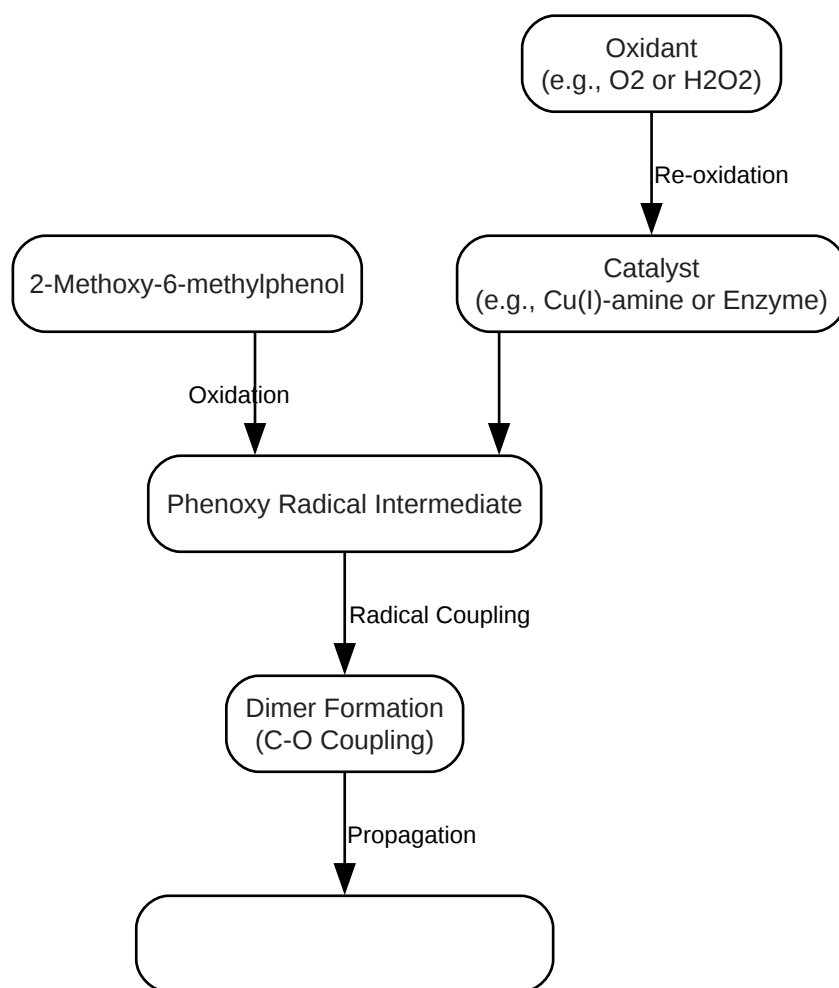 Oxidant
(e.g., O2 or H2O2)
Re-oxidation
2-Methoxy-6-methylphenol
Catalyst
(e.g., Cu(I)-amine or Enzyme)
Oxidation
Phenoxy Radical Intermediate
Radical Coupling
Dimer Formation
(C-O Coupling)
Propagation